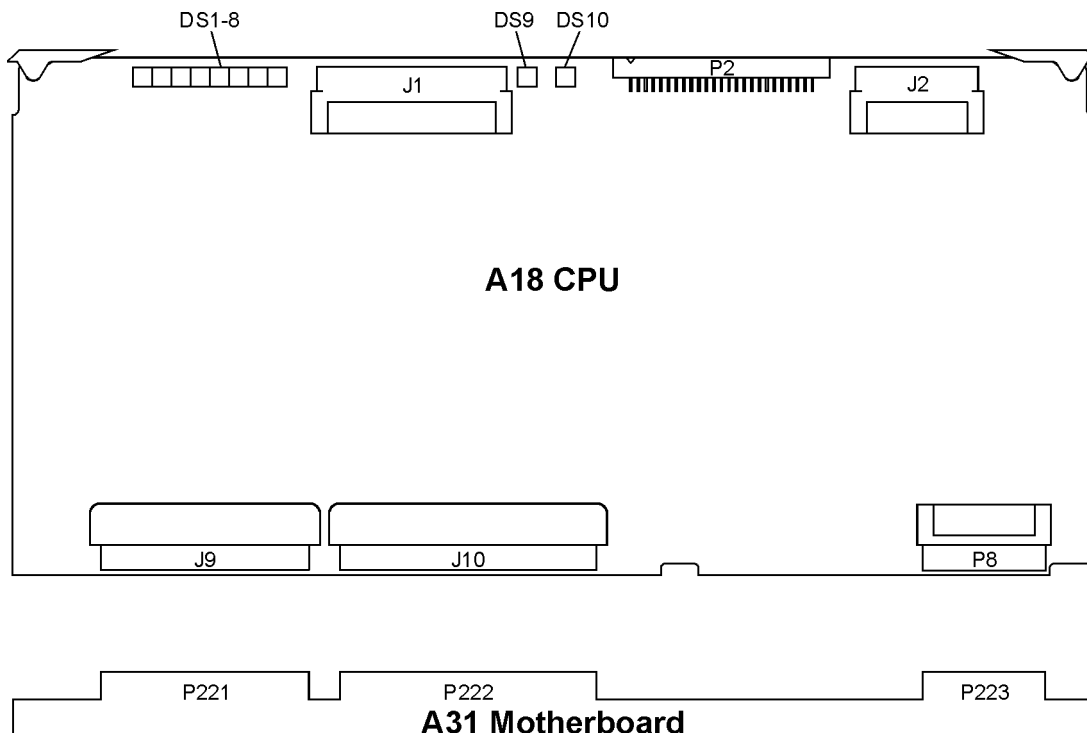 DS1-8 DS9 DS10
J1 P2 J2
A18 CPU
J9 J10 P8
P221 P222 P223
A31 Motherboard